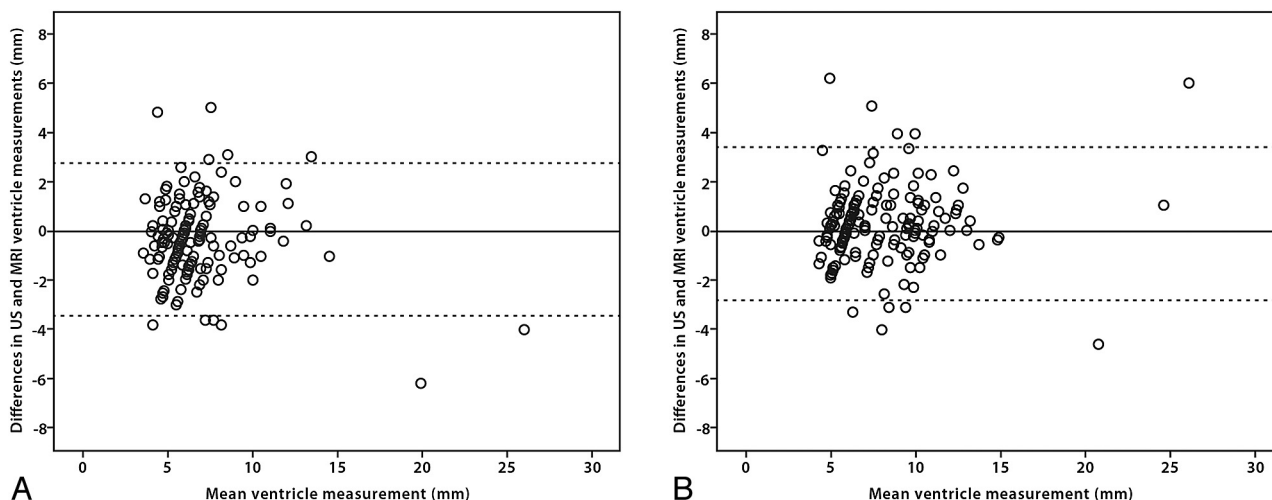 Differences in US and MRI ventricle measurements (mm)
8
6
4
2
0
-2
-4
-6
-8
0 5 10 15 20 25 30
Mean ventricle measurement (mm)
A
Differences in US and MRI ventricle measurements (mm)
8
6
4
2
0
-2
-4
-6
-8
0 5 10 15 20 25 30
Mean ventricle measurement (mm)
B